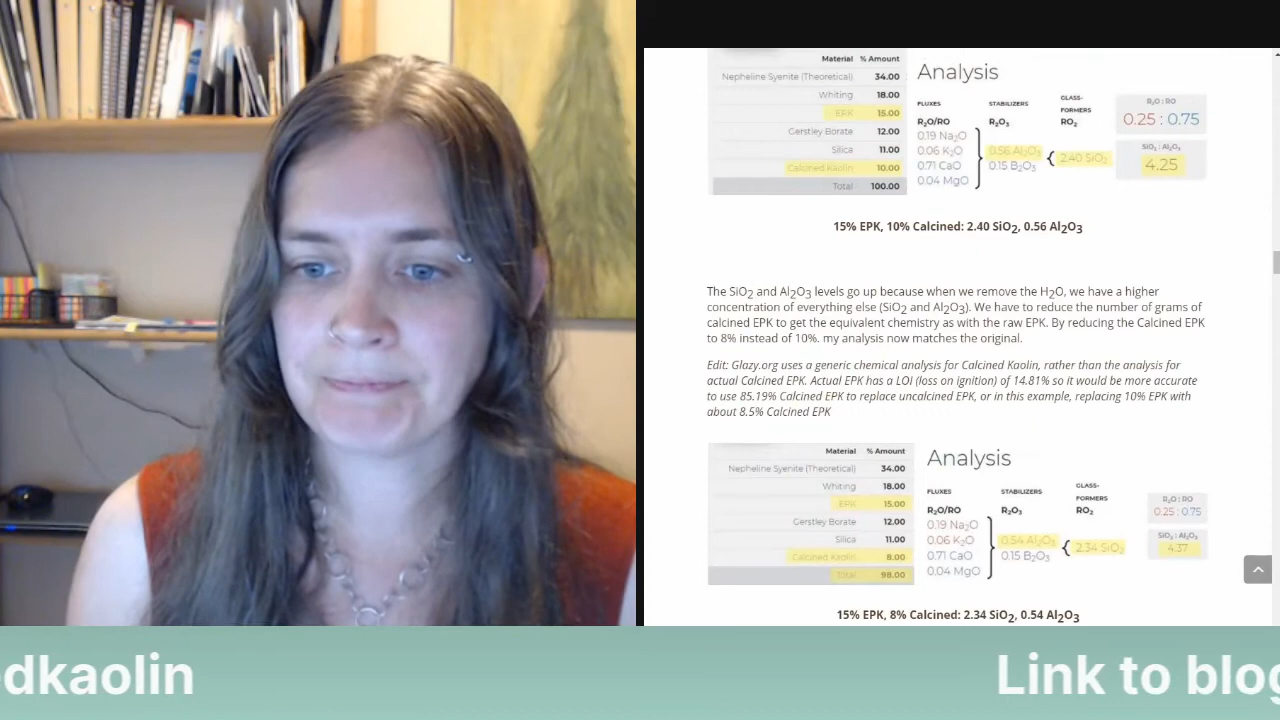 Material % Amount
Nepheline Syenite (Theoretical) 34.00
Whiting 18.00
EPK 15.00
Gerstley Borate 12.00
Silica 11.00
Calcined Kaolin 10.00
Total 100.00
Analysis
FLUXES
R₂O/RO
0.19 Na₂O
0.06 K₂O
0.71 CaO
0.04 MgO
STABILIZERS
R₂O₃
0.56 Al₂O₃
0.15 B₂O₃
GLASS-
FORMERS
RO₂
2.40 SiO₂
R₂O : RO
0.25 : 0.75
SiO₂ : Al₂O₃
4.25
15% EPK, 10% Calcined: 2.40 SiO₂, 0.56 Al₂O₃
The SiO₂ and Al₂O₃ levels go up because when we remove the H₂O, we have a higher
concentration of everything else (SiO₂ and Al₂O₃). We have to reduce the number of grams of
calcined EPK to get the equivalent chemistry as with the raw EPK. By reducing the Calcined EPK
to 8% instead of 10%. my analysis now matches the original.
Edit: Glazy.org uses a generic chemical analysis for Calcined Kaolin, rather than the analysis for
actual Calcined EPK. Actual EPK has a LOI (loss on ignition) of 14.81% so it would be more accurate
to use 85.19% Calcined EPK to replace uncalcined EPK, or in this example, replacing 10% EPK with
about 8.5% Calcined EPK
Material % Amount
Nepheline Syenite (Theoretical) 34.00
Whiting 18.00
EPK 15.00
Gerstley Borate 12.00
Silica 11.00
Calcined Kaolin 8.00
Total 98.00
Analysis
FLUXES
R₂O/RO
0.19 Na₂O
0.06 K₂O
0.71 CaO
0.04 MgO
STABILIZERS
R₂O₃
0.54 Al₂O₃
0.15 B₂O₃
GLASS-
FORMERS
RO₂
2.34 SiO₂
R₂O : RO
0.25 : 0.75
SiO₂ : Al₂O₃
4.37
15% EPK, 8% Calcined: 2.34 SiO₂, 0.54 Al₂O₃
dkaolin
Link to blog